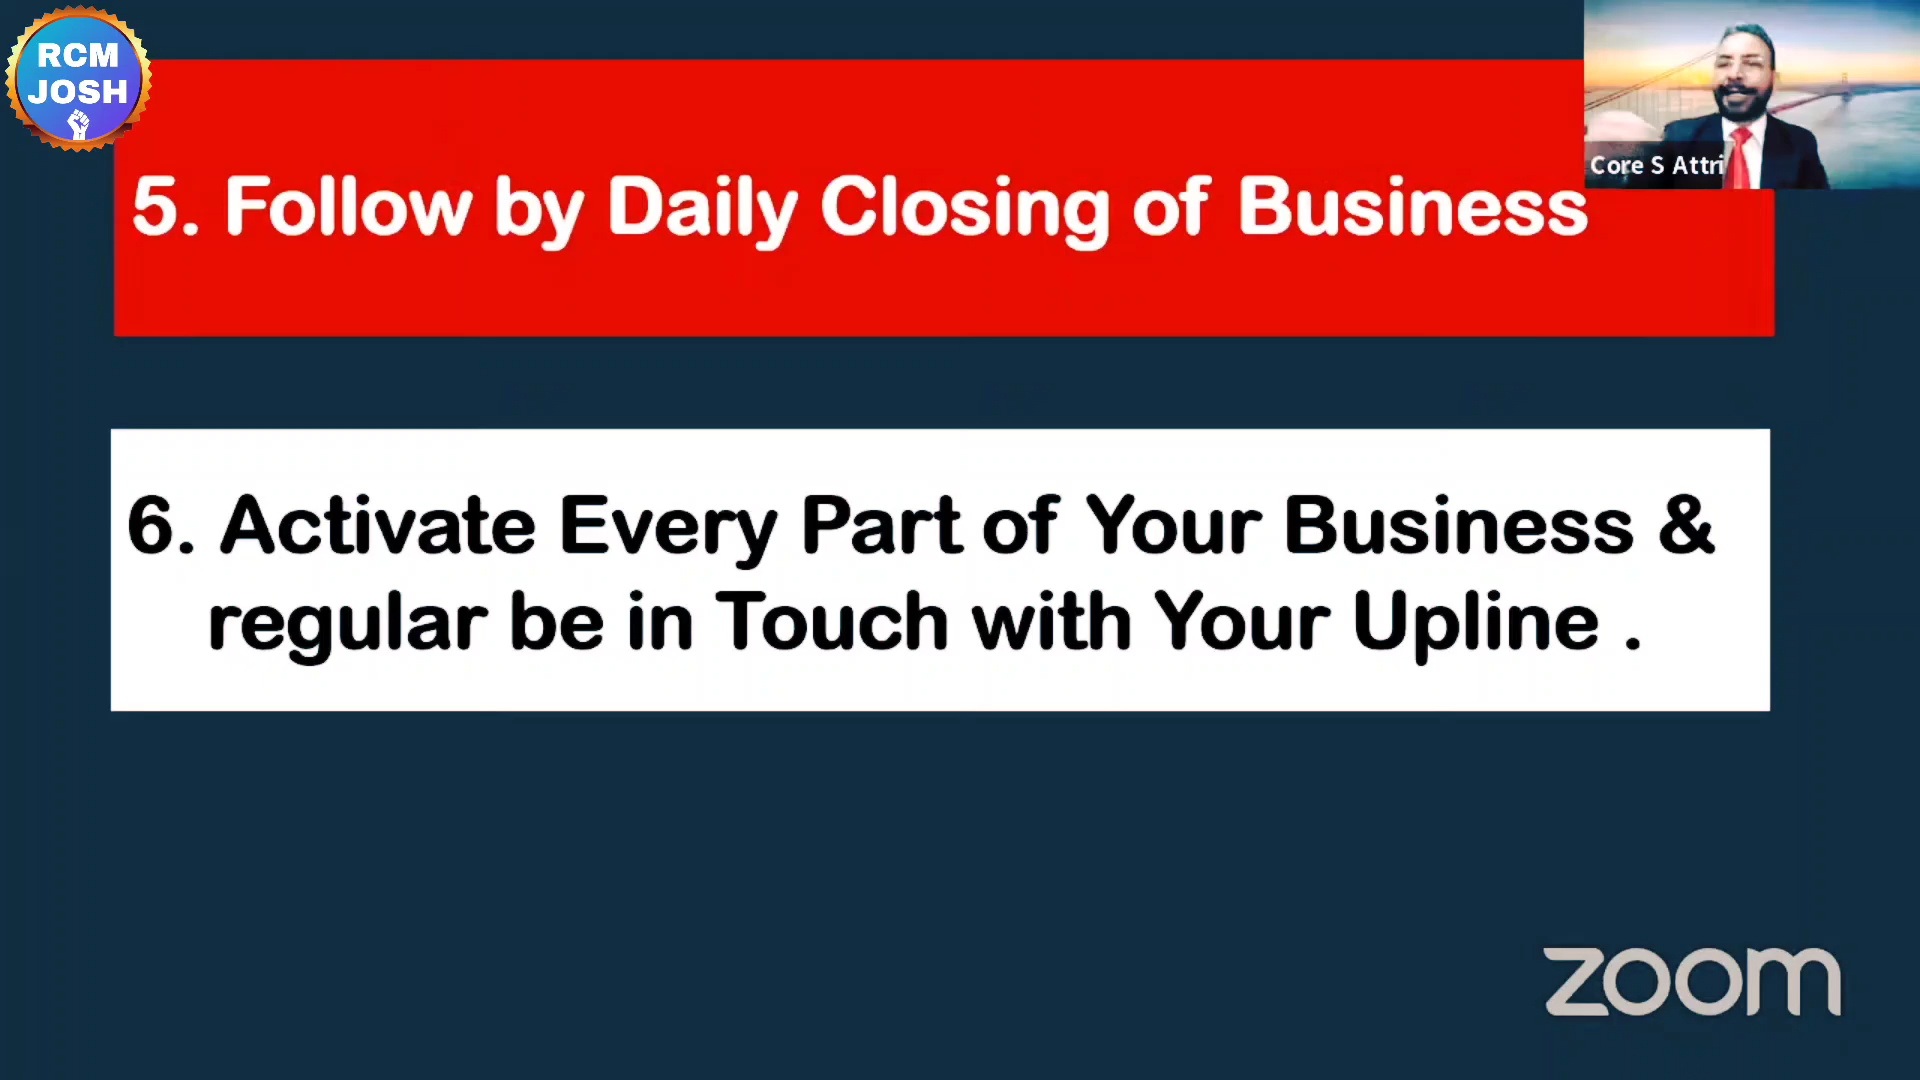 RCM
JOSH
Core S Attri
5. Follow by Daily Closing of Business
6. Activate Every Part of Your Business &
regular be in Touch with Your Upline .
zoom